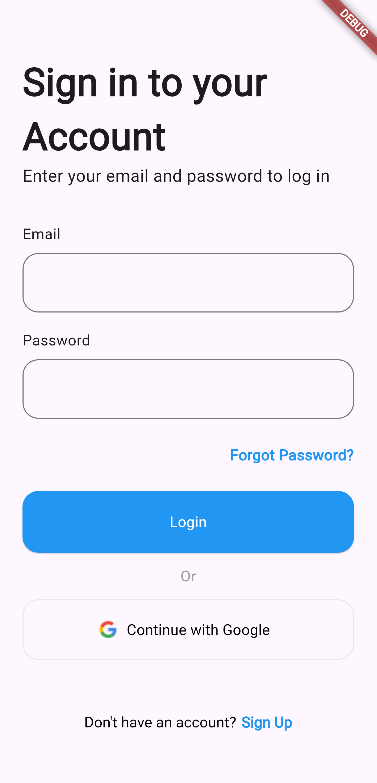 DEBUG
Sign in to your
Account
Enter your email and password to log in
Email
Password
Forgot Password?
Login
Or
Continue with Google
Don't have an account? Sign Up